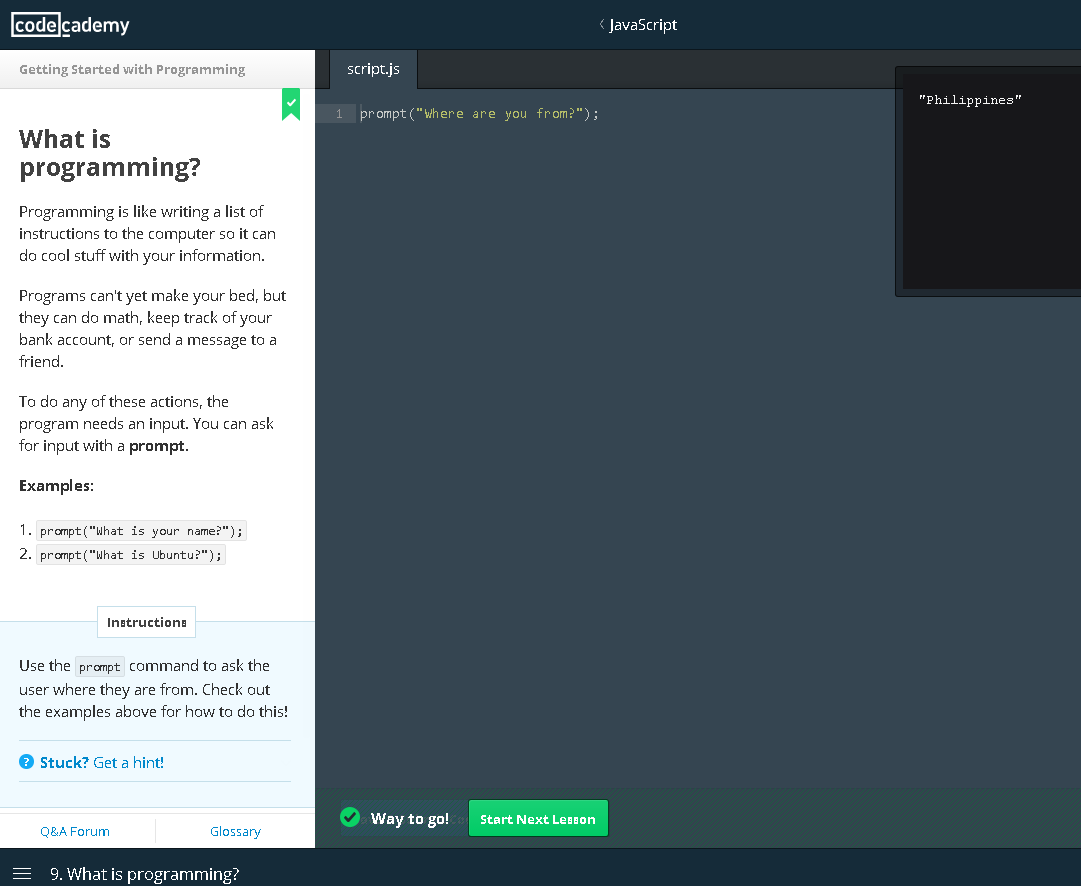 codecademy
JavaScript
Getting Started with Programming
What is
programming?
Programming is like writing a list of
instructions to the computer so it can
do cool stuff with your information.
Programs can't yet make your bed, but
they can do math, keep track of your
bank account, or send a message to a
friend.
To do any of these actions, the
program needs an input. You can ask
for input with a prompt.
Examples:
1. prompt("What is your name?");
2. prompt("What is Ubuntu?");
Instructions
Use the prompt command to ask the
user where they are from. Check out
the examples above for how to do this!
? Stuck? Get a hint!
Q&A Forum
Glossary
script.js
1 prompt("Where are you from?");
"Philippines"
Way to go!
Start Next Lesson
9. What is programming?